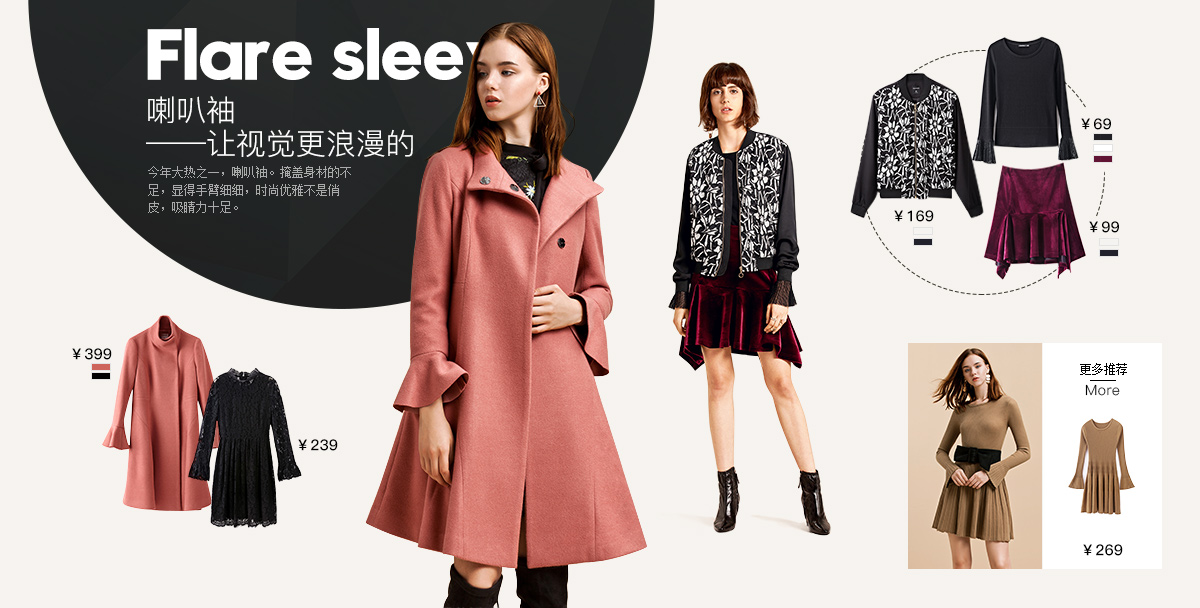 Flare slee
喇叭袖
——让视觉更浪漫的
今年大热之一，喇叭袖。掩盖身材的不
足，显得手臂细细，时尚优雅不是俏
皮，吸睛力十足。
¥399
¥239
¥69
¥169
¥99
更多推荐
More
¥269